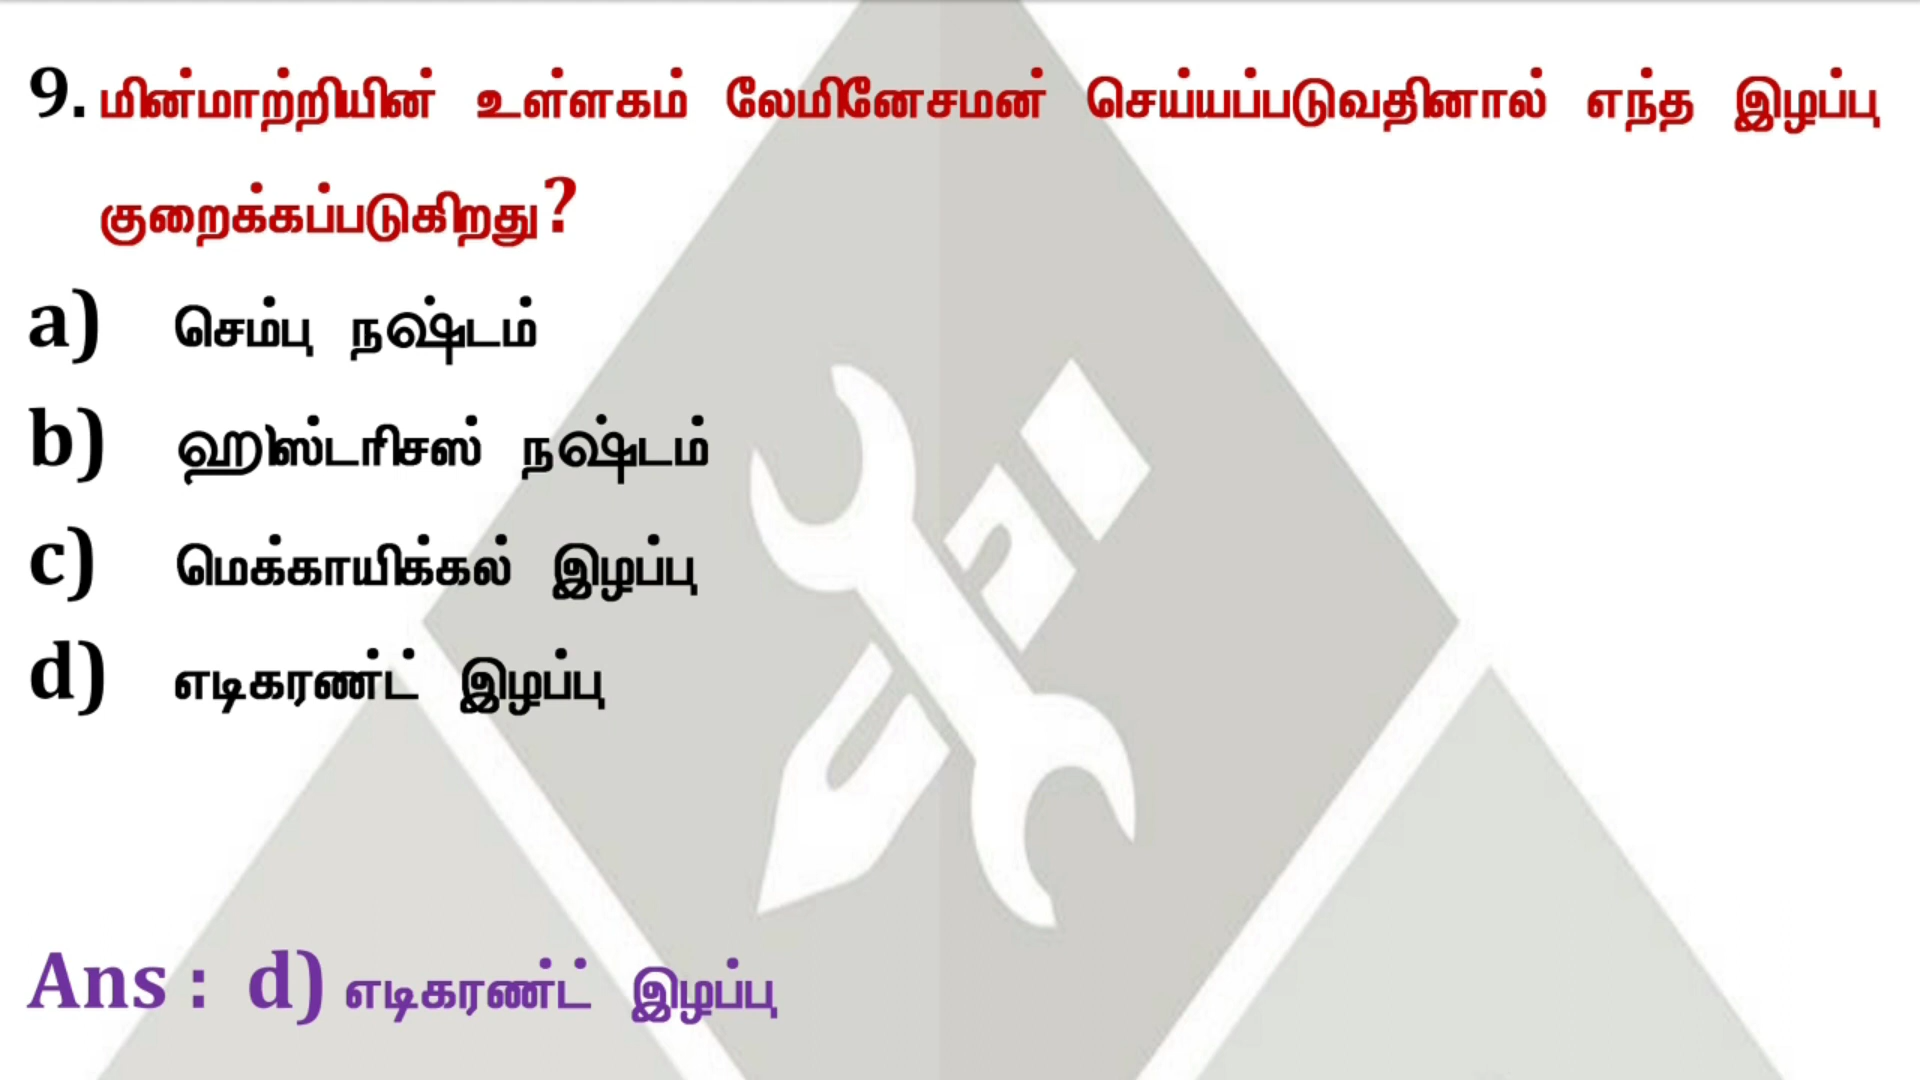 9. மின்மாற்றியின் உள்ளகம் லேமினேசமன் செய்யப்படுவதினால் எந்த இழப்பு
குறைக்கப்படுகிறது?
a) செம்பு நஷ்டம்
b) ஹிஸ்டரிசஸ் நஷ்டம்
c) மெக்காயிக்கல் இழப்பு
d) எடிகரண்ட் இழப்பு
Ans : d) எடிகரண்ட் இழப்பு